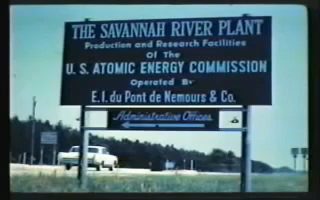 THE SAVANNAH RIVER PLANT
Production and Research Facilities
Of the
U. S. ATOMIC ENERGY COMMISSION
Operated By
E. I. du Pont de Nemours & Co.
Administrative Offices